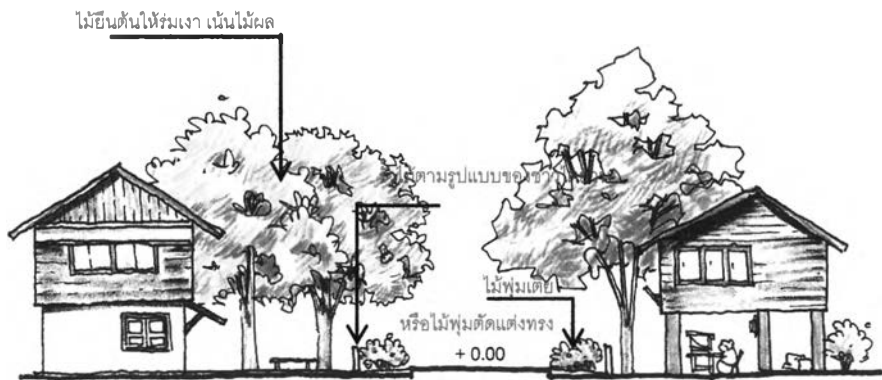 ไม้ยืนต้นให้ร่มเงา เน้นไม้ผล
ตามรูปแบบของ
ไม้พุ่มเตี้ย
หรือไม้พุ่มตัดแต่งทรง
+ 0.00